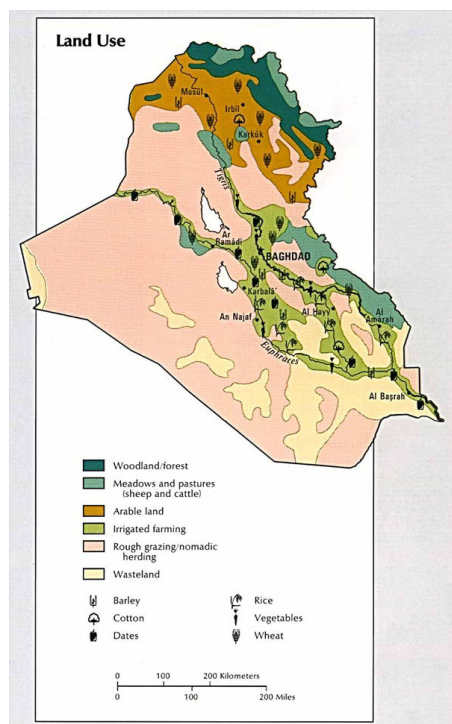 Land Use
Mosūl
Irbīl
Karkūk
Tigris
Ar
Ramādī
BAGHDAD
Karbalā'
Al Hayy
Al
Amārah
An Najaf
Euphrates
Al Başrah
Woodland/forest
Meadows and pastures
(sheep and cattle)
Arable land
Irrigated farming
Rough grazing/nomadic
herding
Wasteland
Barley
Rice
Cotton
Vegetables
Dates
Wheat
0 100 200 Kilometers
0 100 200 Miles